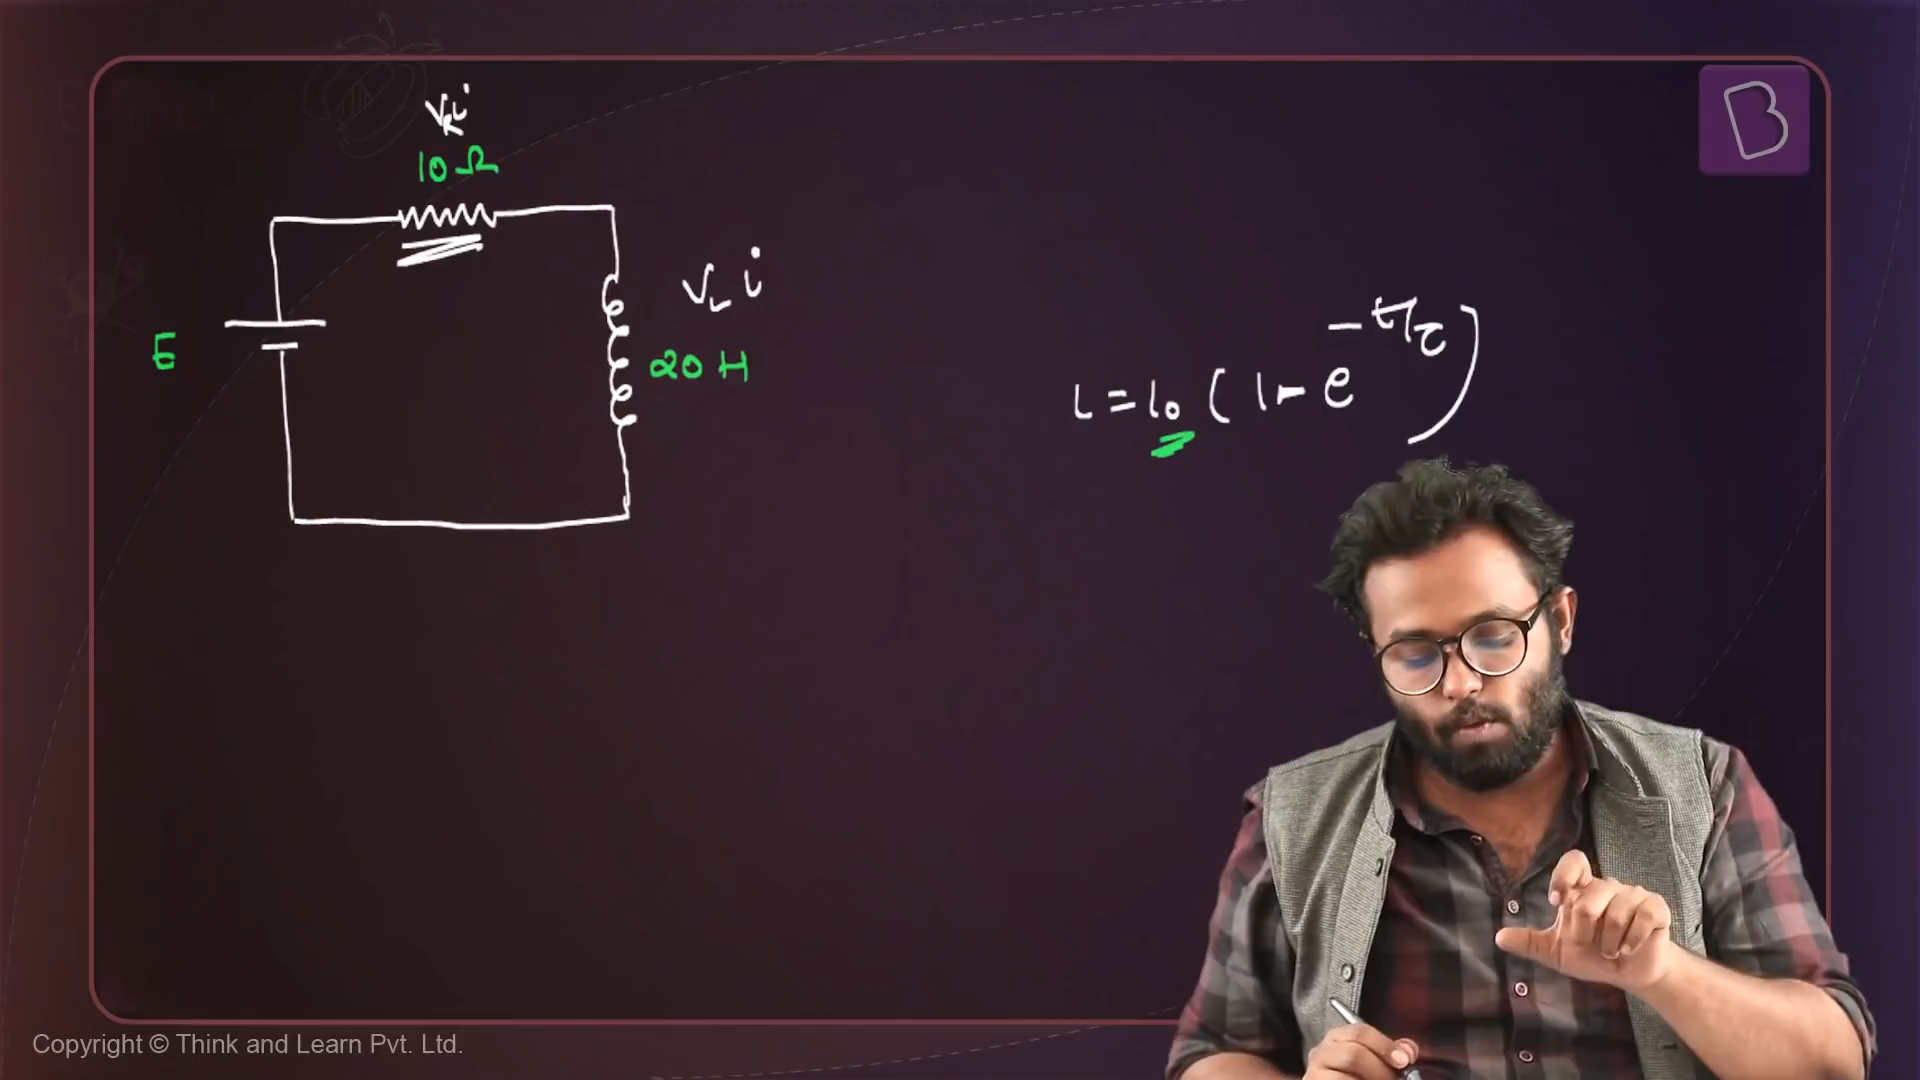 V_R i
10 Ω
V_L i
E
20 H
i = i₀ ( 1 - e^{-t/τ} )
B
Copyright © Think and Learn Pvt. Ltd.